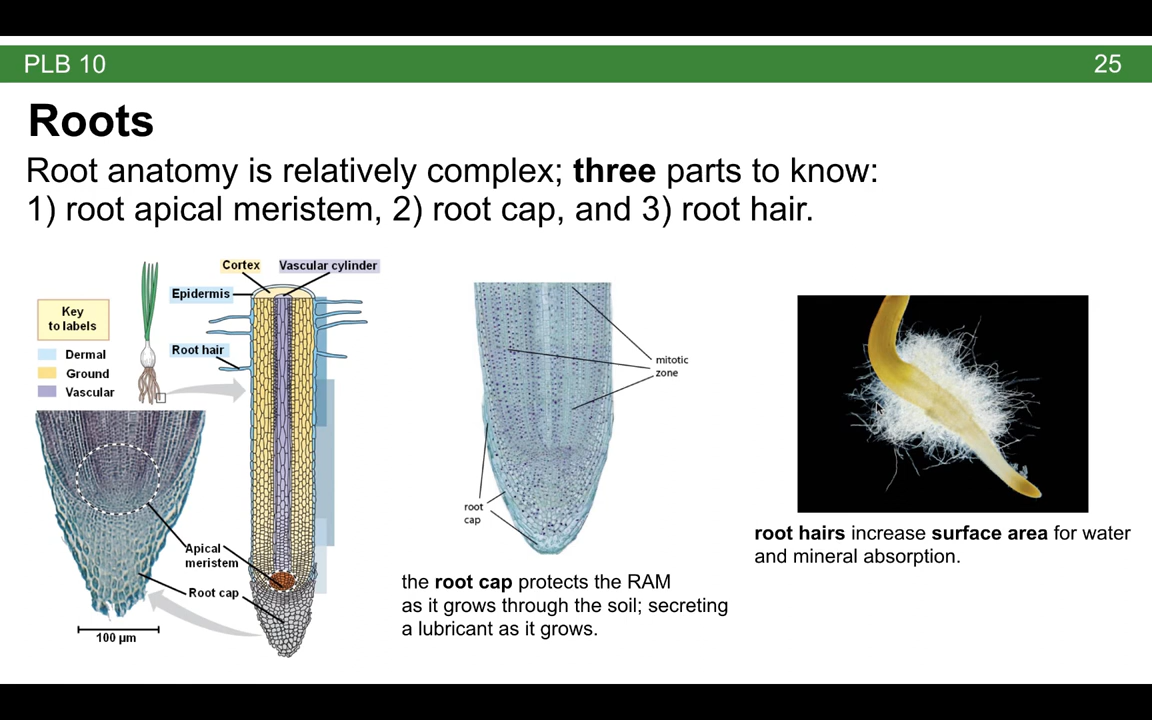 PLB 10
25
Roots
Root anatomy is relatively complex; three parts to know:
1) root apical meristem, 2) root cap, and 3) root hair.
Key
to labels
Dermal
Ground
Vascular
Cortex
Vascular cylinder
Epidermis
Root hair
Apical
meristem
Root cap
100 µm
mitotic
zone
root
cap
the root cap protects the RAM
as it grows through the soil; secreting
a lubricant as it grows.
root hairs increase surface area for water
and mineral absorption.